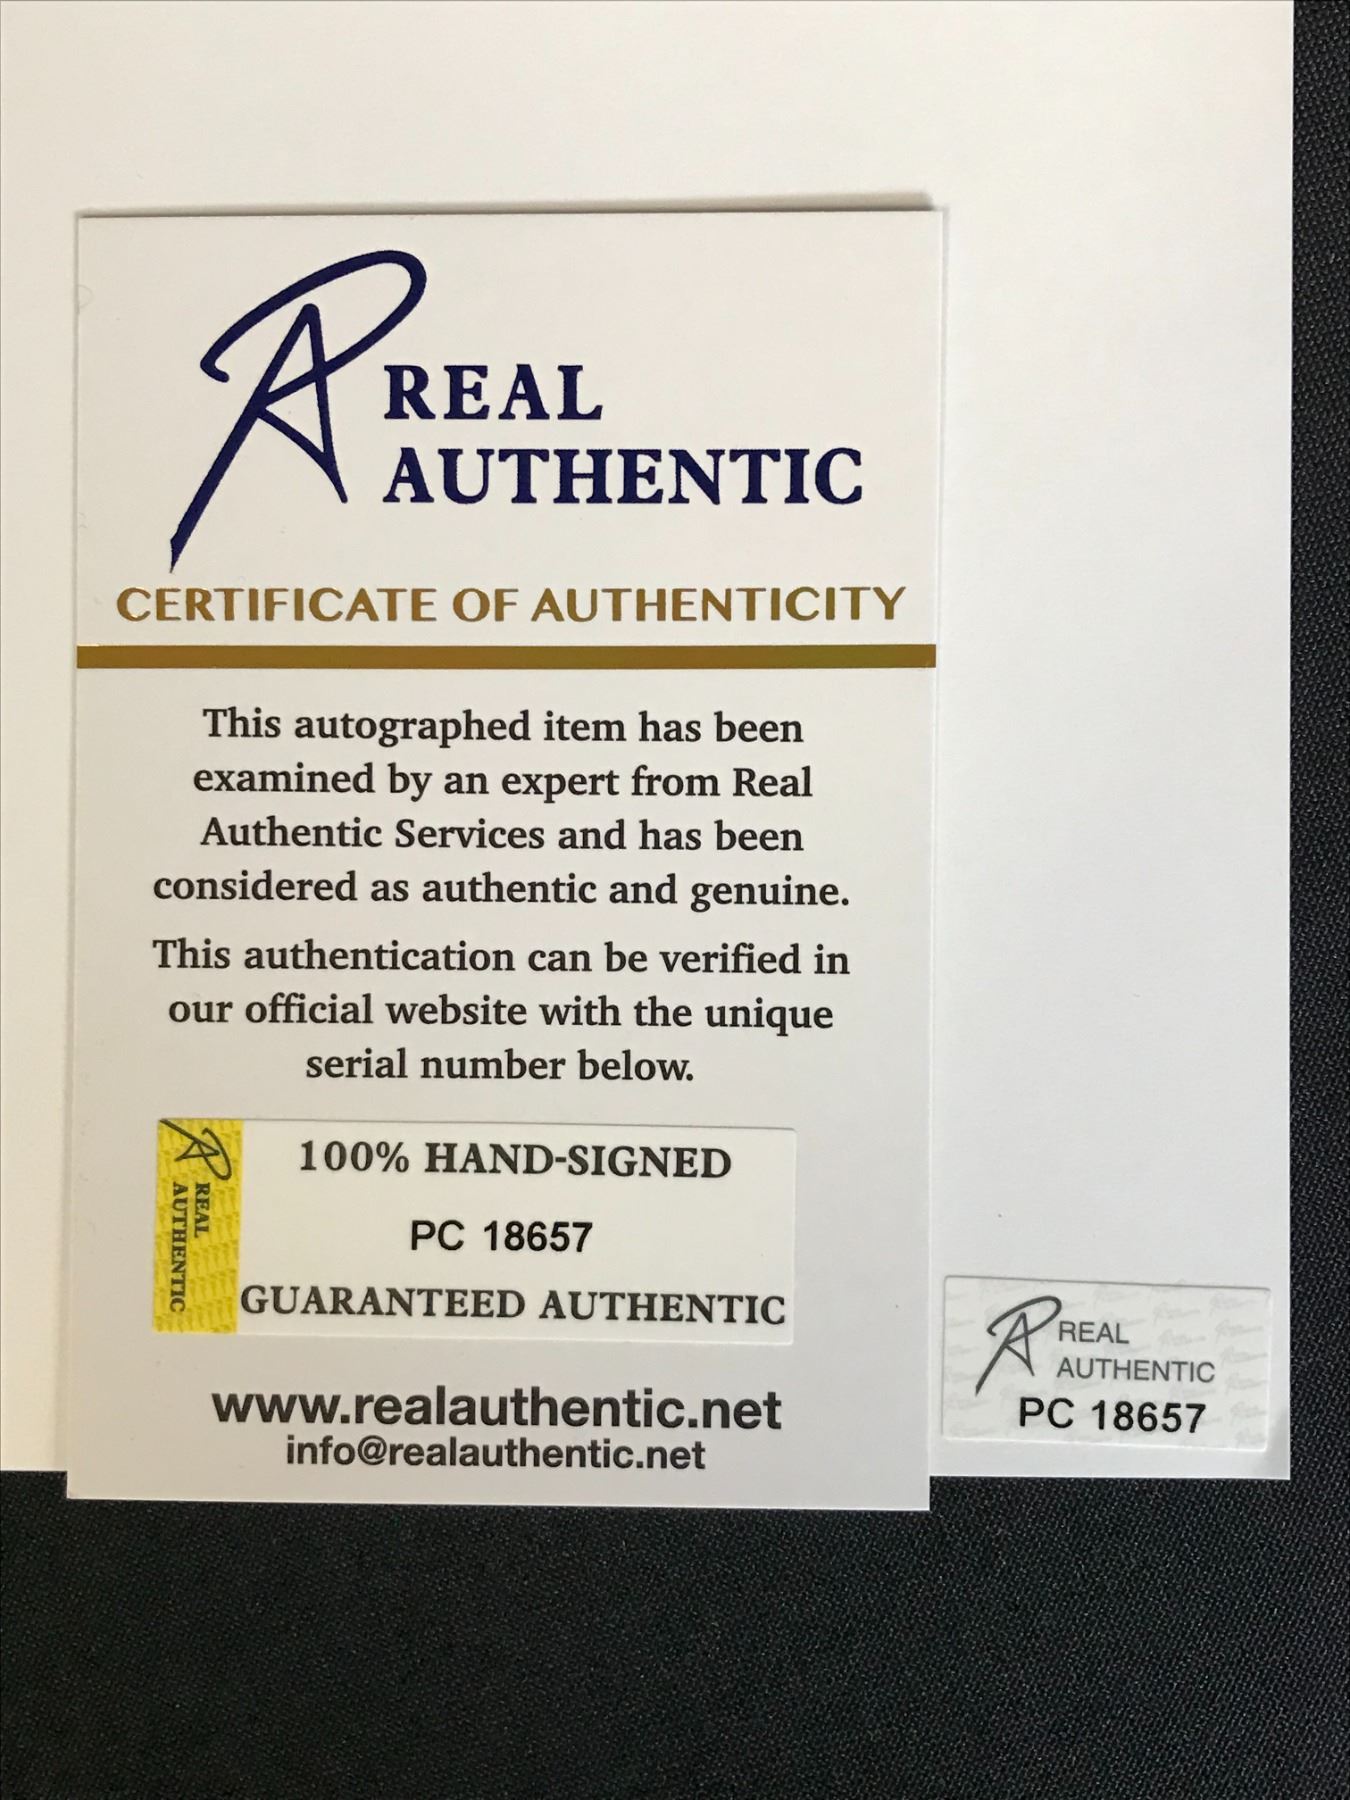 REAL
AUTHENTIC
CERTIFICATE OF AUTHENTICITY
This autographed item has been
examined by an expert from Real
Authentic Services and has been
considered as authentic and genuine.
This authentication can be verified in
our official website with the unique
serial number below.
REAL
AUTHENTIC
100% HAND-SIGNED
PC 18657
GUARANTEED AUTHENTIC
www.realauthentic.net
info@realauthentic.net
REAL
AUTHENTIC
PC 18657